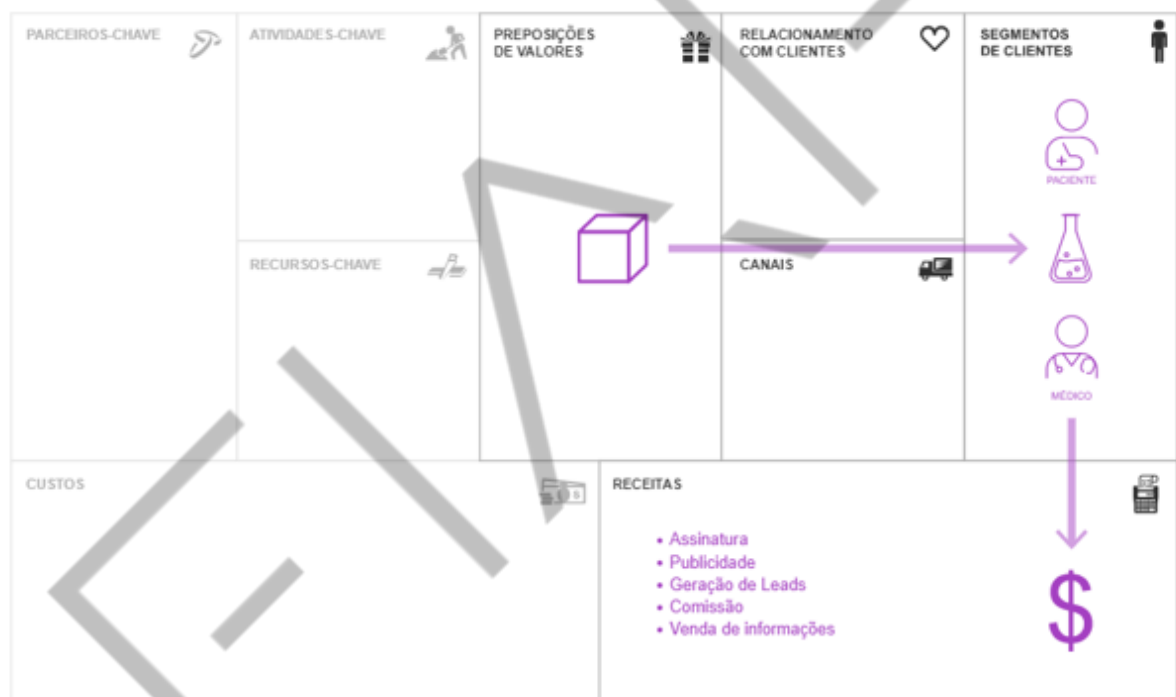 PARCEIROS-CHAVE
ATIVIDADES-CHAVE
PREPOSIÇÕES
DE VALORES
RELACIONAMENTO
COM CLIENTES
SEGMENTOS
DE CLIENTES
PACIENTE
RECURSOS-CHAVE
CANAIS
MÉDICO
CUSTOS
RECEITAS
• Assinatura
• Publicidade
• Geração de Leads
• Comissão
• Venda de informações
$